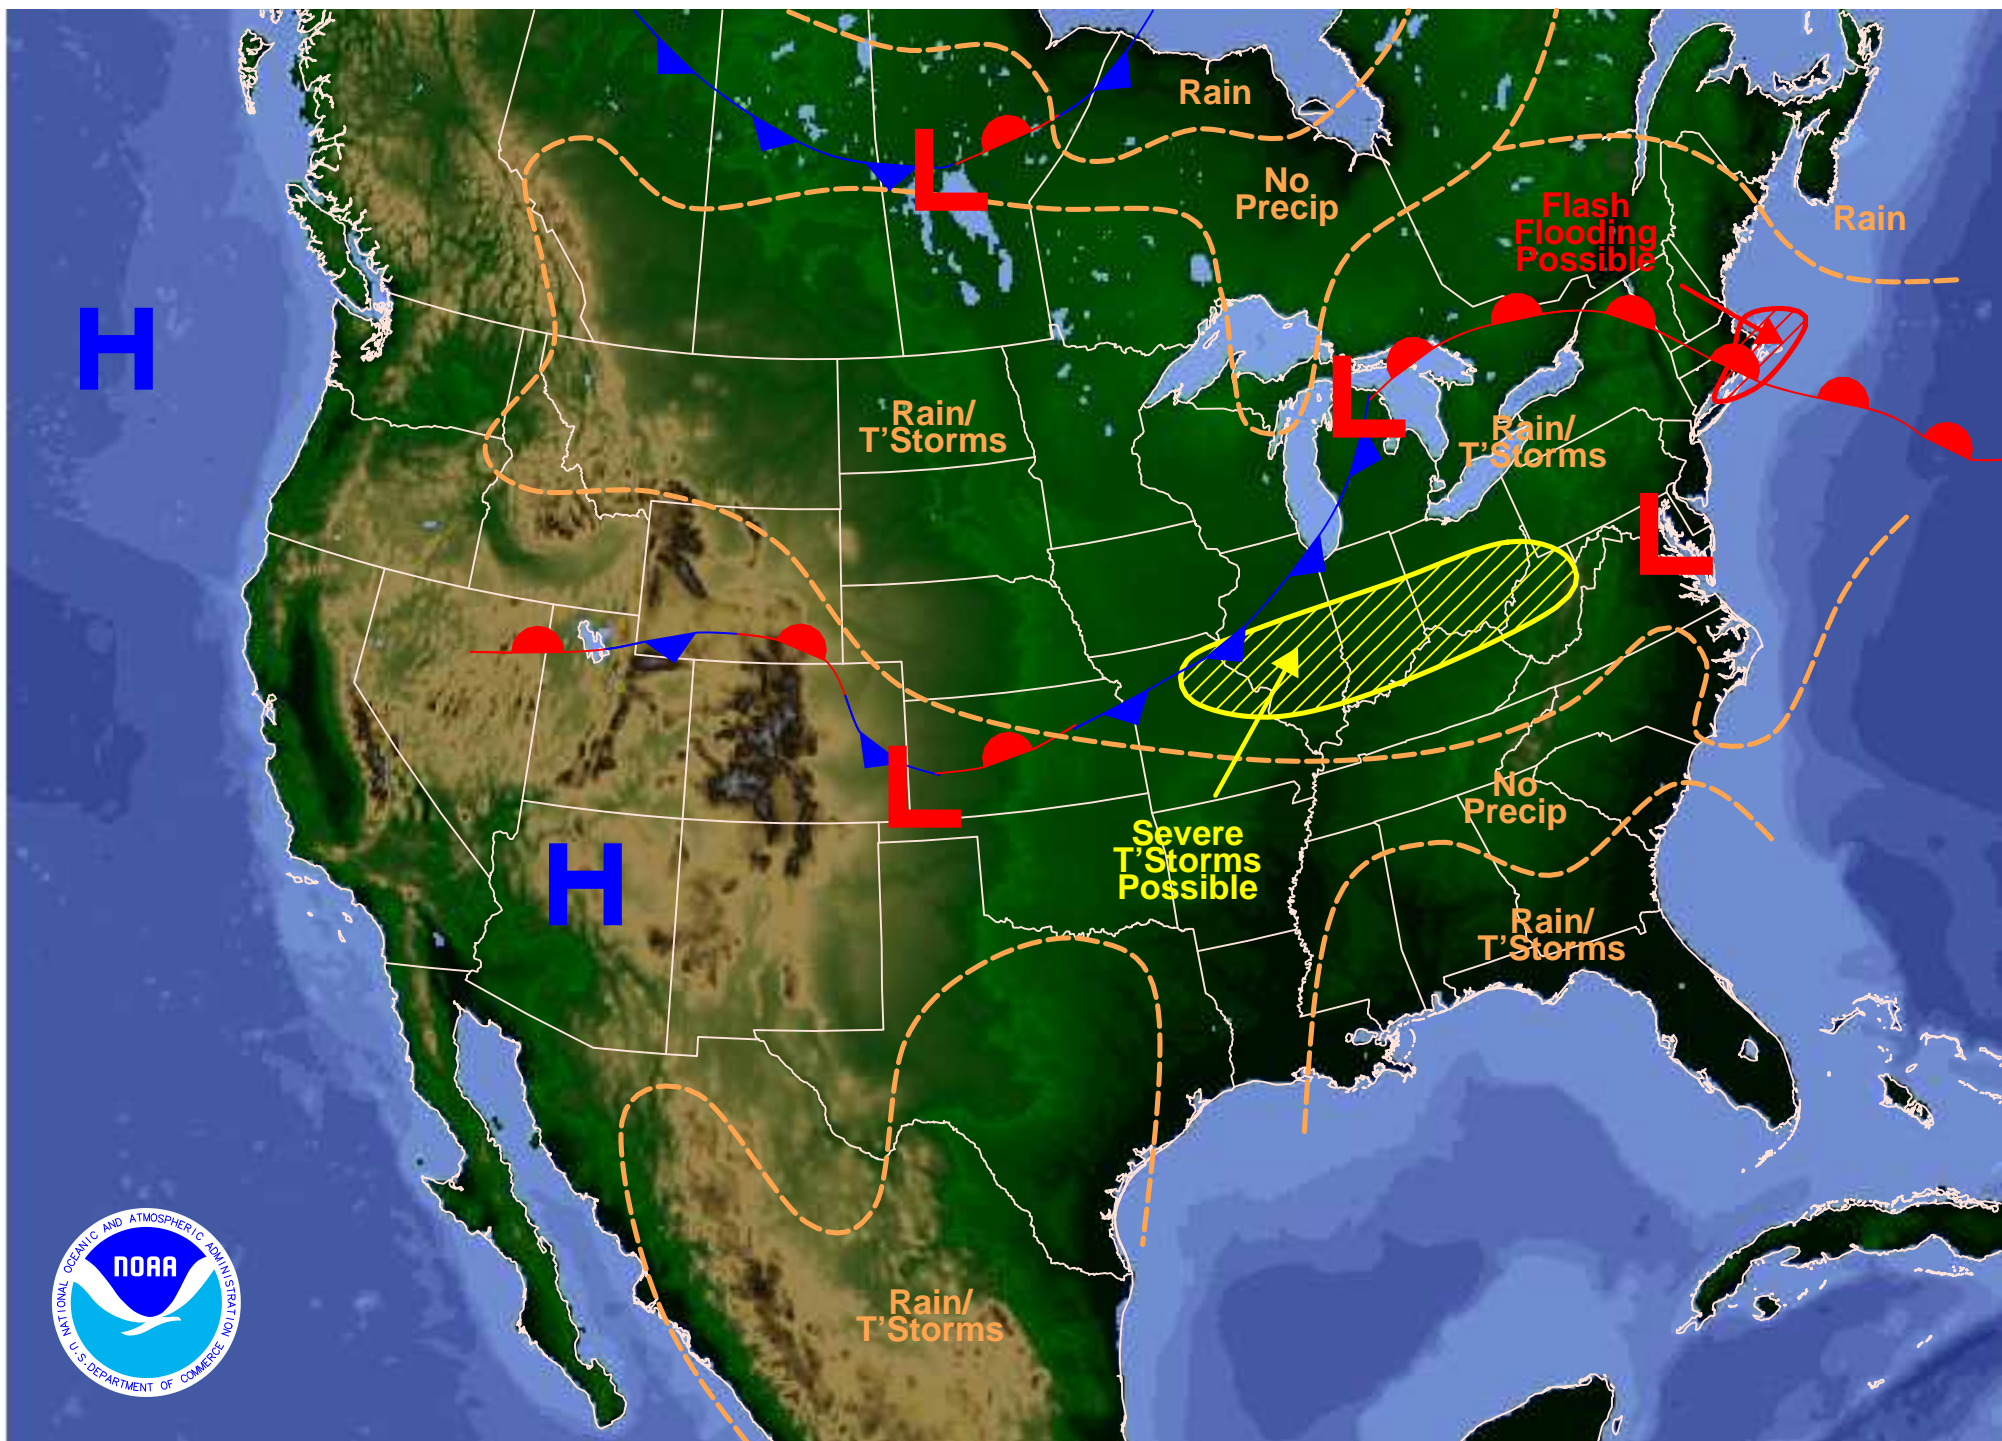 Rain
No
Precip
Flash
Flooding
Possible
Rain
H
L
L
Rain/
T'Storms
Rain/
T'Storms
L
L
No
Precip
Severe
T'Storms
Possible
H
Rain/
T'Storms
Rain/
T'Storms
NATIONAL OCEANIC AND ATMOSPHERIC ADMINISTRATION
NOAA
U.S. DEPARTMENT OF COMMERCE